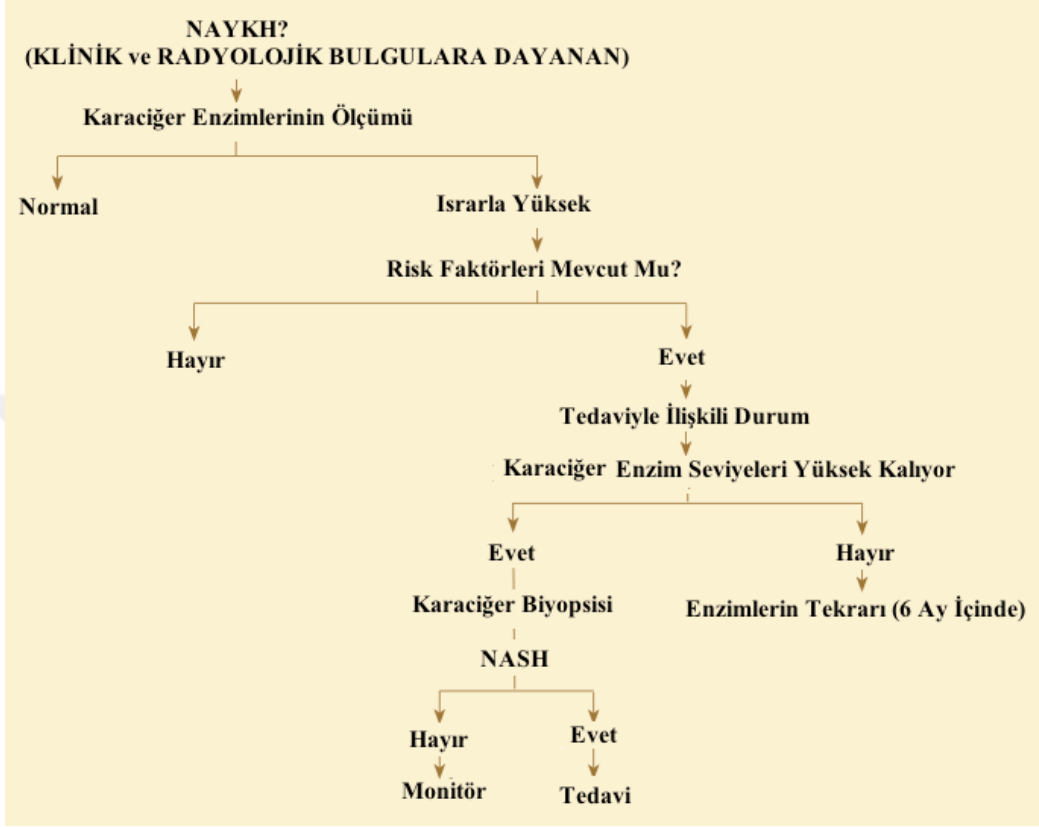 NAYKH?
(KLİNİK ve RADYOLOJİK BULGULARA DAYANAN)
Karaciğer Enzimlerinin Ölçümü
Normal
Israrla Yüksek
Risk Faktörleri Mevcut Mu?
Hayır
Evet
Tedaviyle İlişkili Durum
Karaciğer Enzim Seviyeleri Yüksek Kalıyor
Evet
Hayır
Karaciğer Biyopsisi
Enzimlerin Tekrarı (6 Ay İçinde)
NASH
Hayır
Evet
Monitör
Tedavi